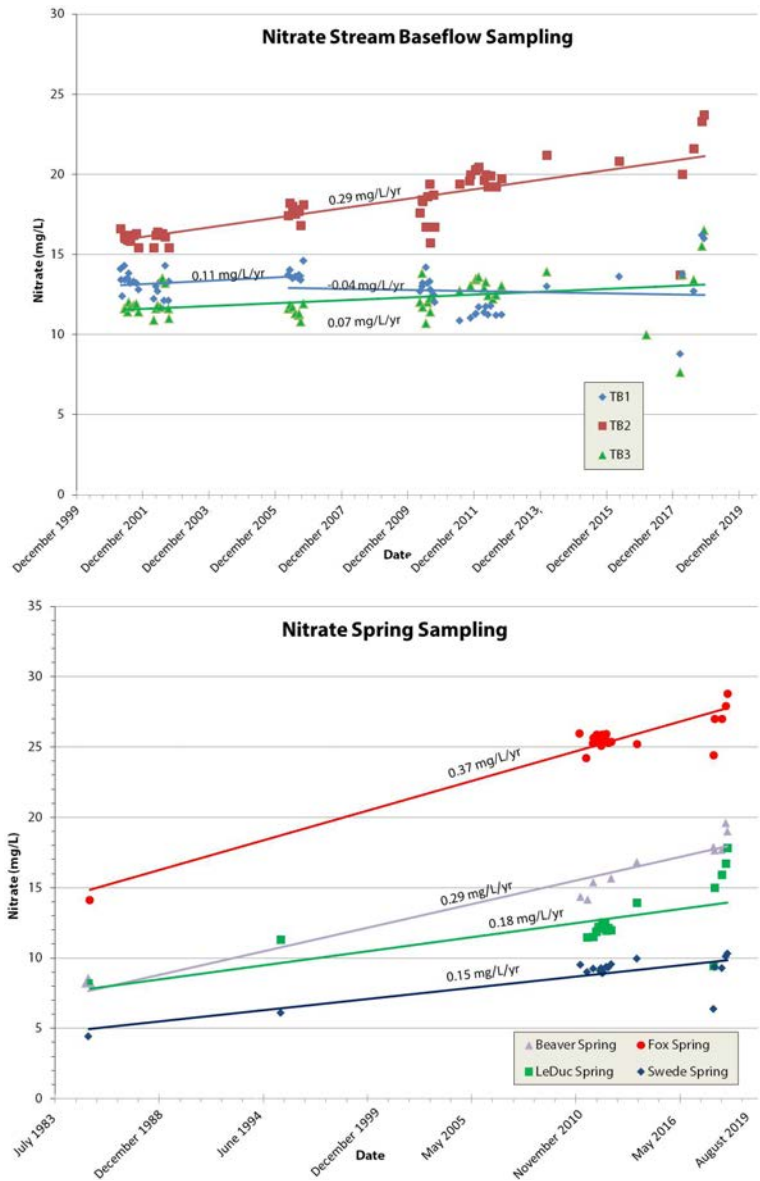 Nitrate Stream Baseflow Sampling
35
30
25
20
15
10
5
0
Nitrate (mg/L)
0.29 mg/L/yr
0.11 mg/L/yr
-0.04 mg/L/yr
0.07 mg/L/yr
TB1
TB2
TB3
December 1999
December 2001
December 2003
December 2005
December 2007
December 2009
December 2011
December 2013
December 2015
December 2017
December 2019
Date
Nitrate Spring Sampling
35
30
25
20
15
10
5
0
Nitrate (mg/L)
0.37 mg/L/yr
0.29 mg/L/yr
0.18 mg/L/yr
0.15 mg/L/yr
Beaver Spring Fox Spring
LeDuc Spring Swede Spring
July 1983
December 1988
June 1994
December 1999
May 2005
November 2010
May 2016
August 2019
Date